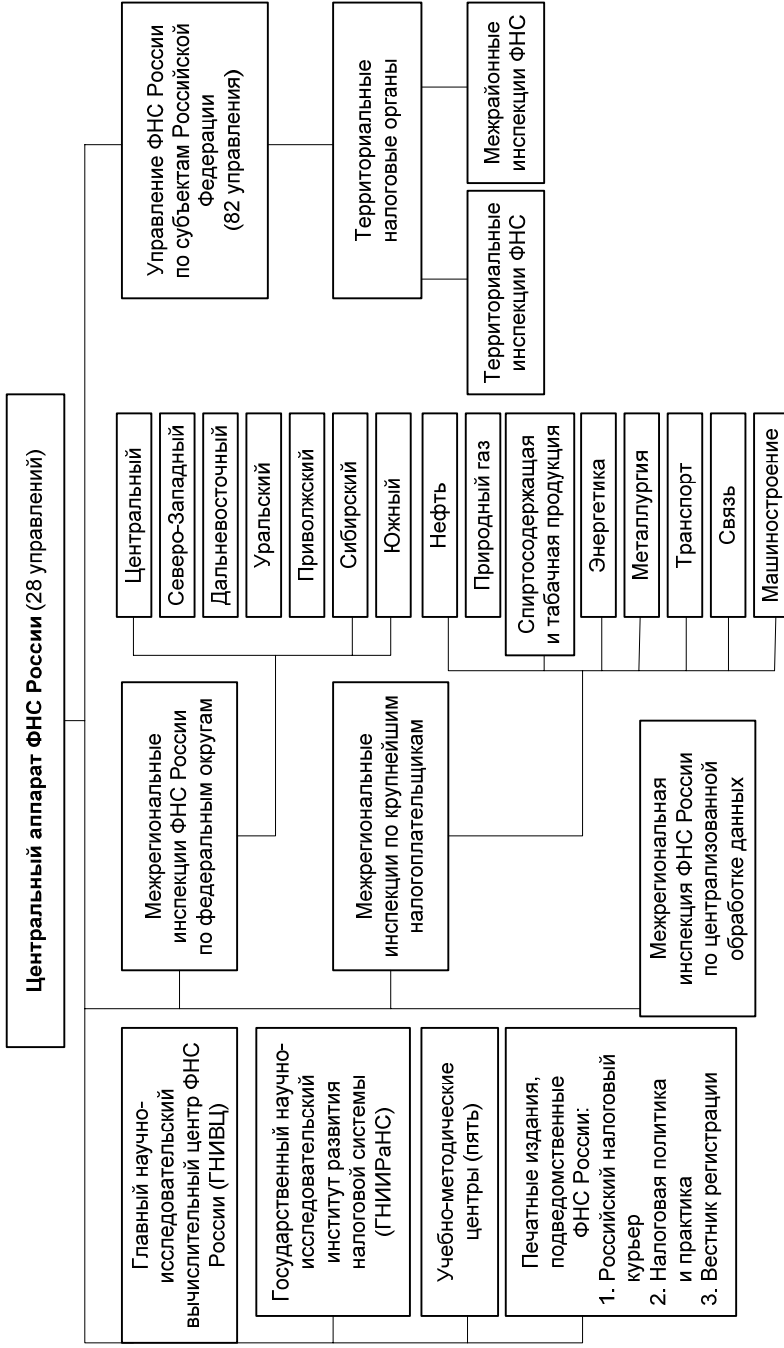 Центральный аппарат ФНС России (28 управлений)
Главный научно-
исследовательский
вычислительный центр ФНС
России (ГНИВЦ)
Государственный научно-
исследовательский
институт развития
налоговой системы
(ГНИИРаНС)
Учебно-методические
центры (пять)
Печатные издания,
подведомственные
ФНС России:
1. Российский налоговый
курьер
2. Налоговая политика
и практика
3. Вестник регистрации
Межрегиональные
инспекции ФНС России
по федеральным округам
Межрегиональные
инспекции по крупнейшим
налогоплательщикам
Межрегиональная
инспекция ФНС России
по централизованной
обработке данных
Центральный
Северо-Западный
Дальневосточный
Уральский
Приволжский
Сибирский
Южный
Нефть
Природный газ
Спиртосодержащая
и табачная продукция
Энергетика
Металлургия
Транспорт
Связь
Машиностроение
Управление ФНС России
по субъектам Российской
Федерации
(82 управления)
Территориальные
налоговые органы
Территориальные
инспекции ФНС
Межрайонные
инспекции ФНС